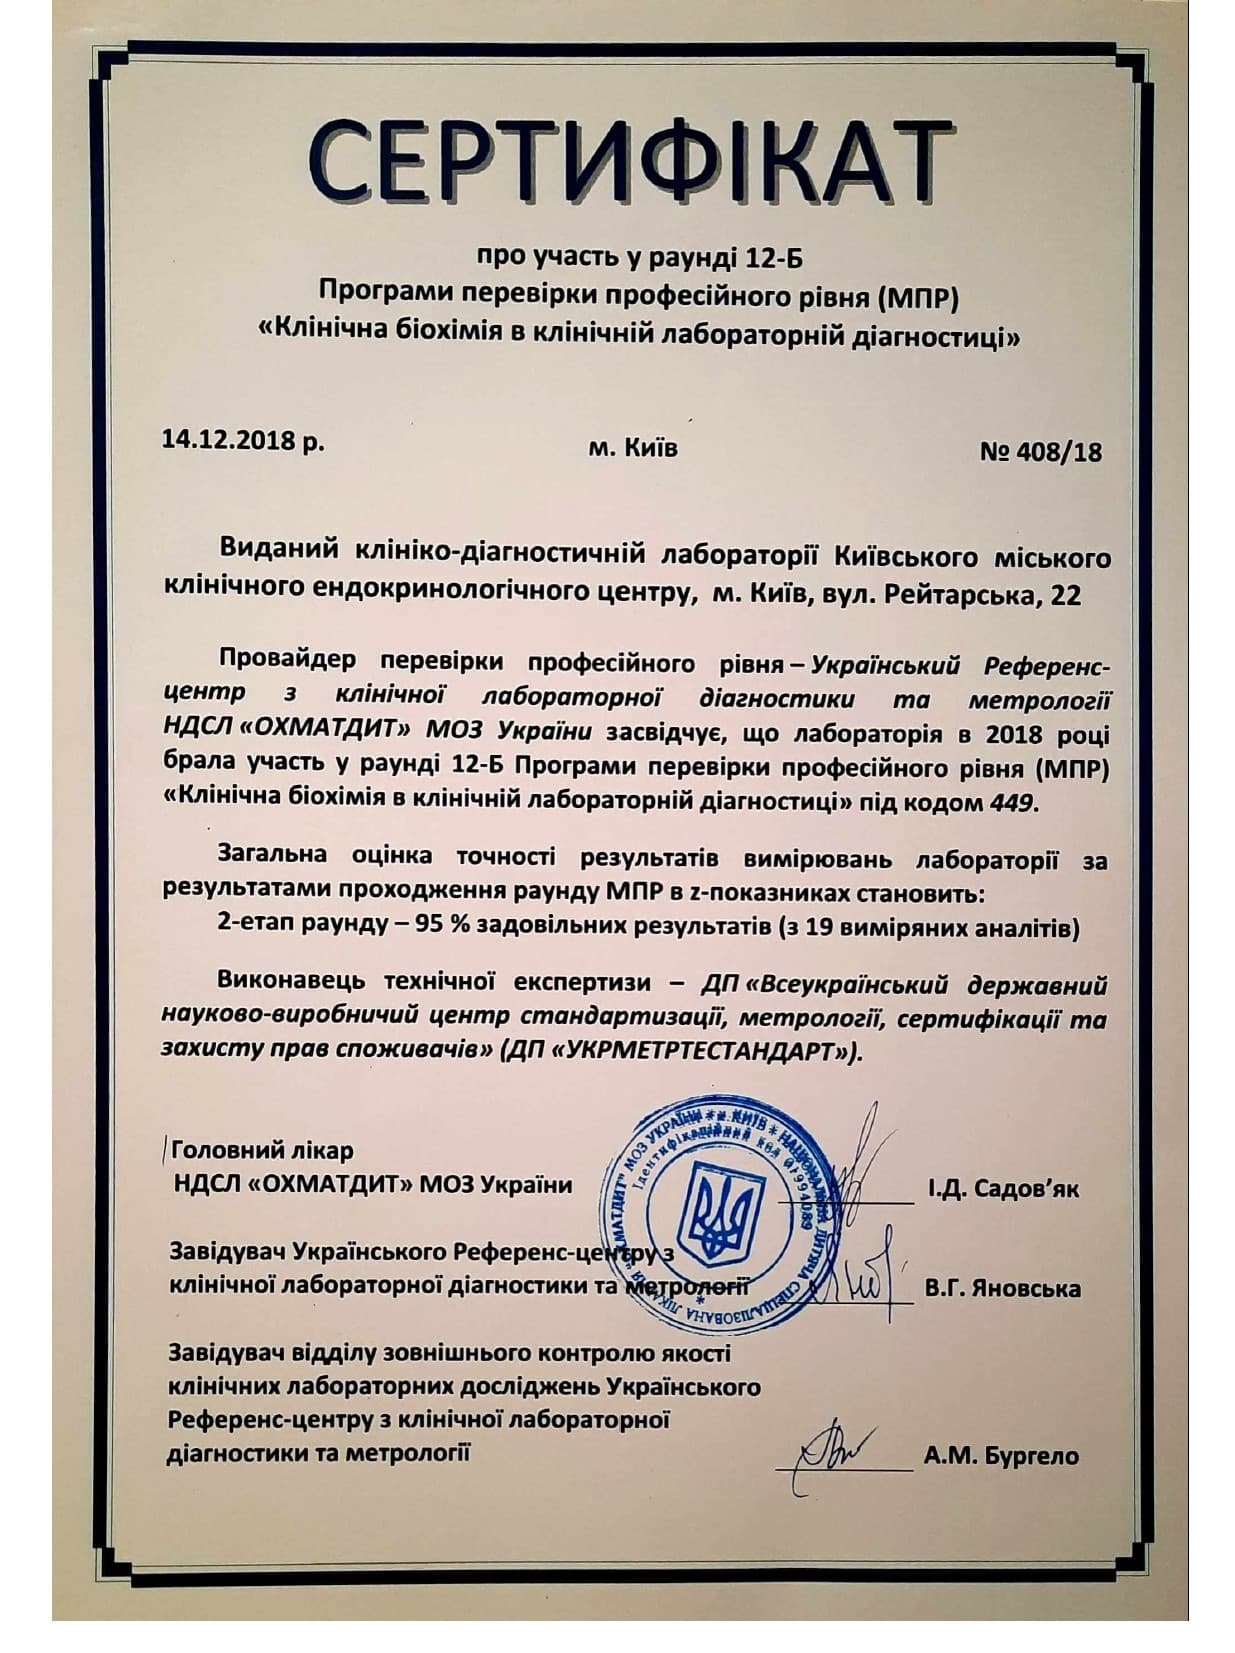 СЕРТИФІКАТ
про участь у раунді 12-Б
Програми перевірки професійного рівня (МПР)
«Клінічна біохімія в клінічній лабораторній діагностиці»
14.12.2018 р. м. Київ № 408/18
Виданий клініко-діагностичній лабораторії Київського міського
клінічного ендокринологічного центру, м. Київ, вул. Рейтарська, 22
Провайдер перевірки професійного рівня – Український Референс-
центр з клінічної лабораторної діагностики та метрології
НДСЛ «ОХМАТДИТ» МОЗ України засвідчує, що лабораторія в 2018 році
брала участь у раунді 12-Б Програми перевірки професійного рівня (МПР)
«Клінічна біохімія в клінічній лабораторній діагностиці» під кодом 449.
Загальна оцінка точності результатів вимірювань лабораторії за
результатами проходження раунду МПР в z-показниках становить:
2-етап раунду – 95 % задовільних результатів (з 19 виміряних аналітів)
Виконавець технічної експертизи – ДП «Всеукраїнський державний
науково-виробничий центр стандартизації, метрології, сертифікації та
захисту прав споживачів» (ДП «УКРМЕТРТЕСТАНДАРТ»).
Головний лікар
НДСЛ «ОХМАТДИТ» МОЗ України І.Д. Садов’як
Завідувач Українського Референс-центру з
клінічної лабораторної діагностики та метрології В.Г. Яновська
Завідувач відділу зовнішнього контролю якості
клінічних лабораторних досліджень Українського
Референс-центру з клінічної лабораторної
діагностики та метрології А.М. Бургело
НАЦІОНАЛЬНА ДИТЯЧА СПЕЦІАЛІЗОВАНА ЛІКАРНЯ "ОХМАТДИТ" МОЗ УКРАЇНИ * м. КИЇВ *
Ідентифікаційний код 01994089